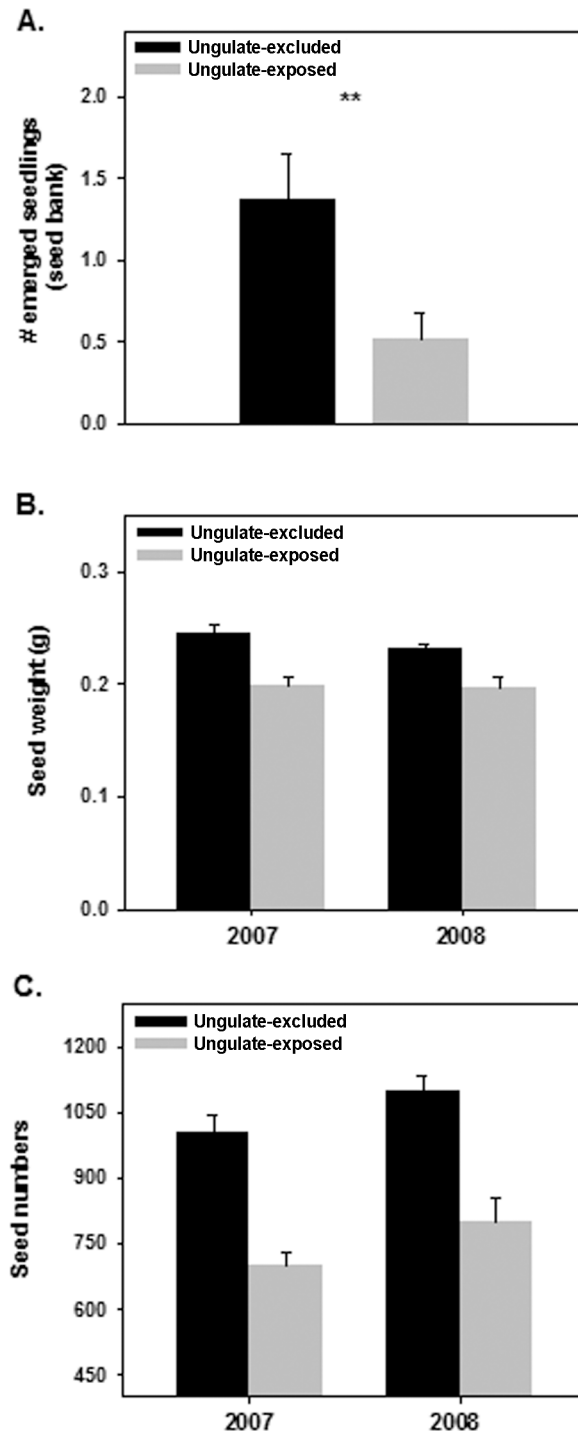 A.
Ungulate-excluded
Ungulate-exposed
**
2.0
1.5
1.0
0.5
0.0
# emerged seedlings
(seed bank)
B.
Ungulate-excluded
Ungulate-exposed
0.3
0.2
0.1
0.0
Seed weight (g)
2007
2008
C.
Ungulate-excluded
Ungulate-exposed
1200
1050
900
750
600
450
Seed numbers
2007
2008